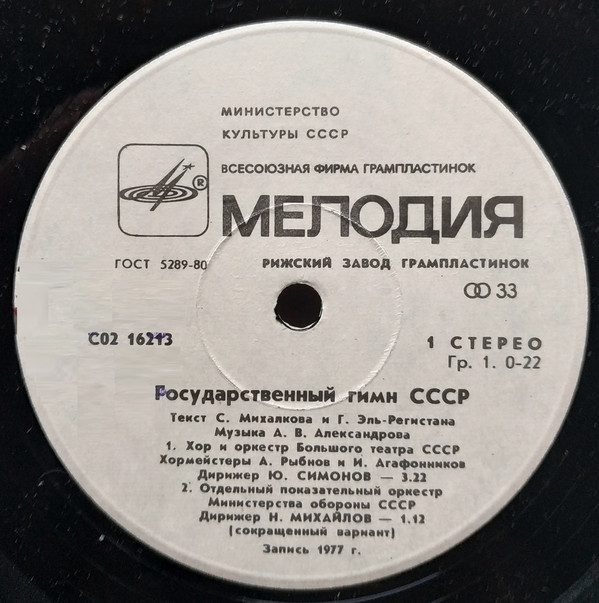 МИНИСТЕРСТВО
КУЛЬТУРЫ СССР
ВСЕСОЮЗНАЯ ФИРМА ГРАМПЛАСТИНОК
®
МЕЛОДИЯ
ГОСТ 5289-80
РИЖСКИЙ ЗАВОД ГРАМПЛАСТИНОК
33
С02 16213
1 СТЕРЕО
Гр. 1. 0-22
Государственный гимн СССР
Текст С. Михалкова и Г. Эль-Регистана
Музыка А. В. Александрова
1. Хор и оркестр Большого театра СССР
Хормейстеры А. Рыбнов и И. Агафонников
Дирижер Ю. СИМОНОВ — 3.22
2. Отдельный показательный оркестр
Министерства обороны СССР
Дирижер Н. МИХАЙЛОВ — 1.12
(сокращенный вариант)
Запись 1977 г.